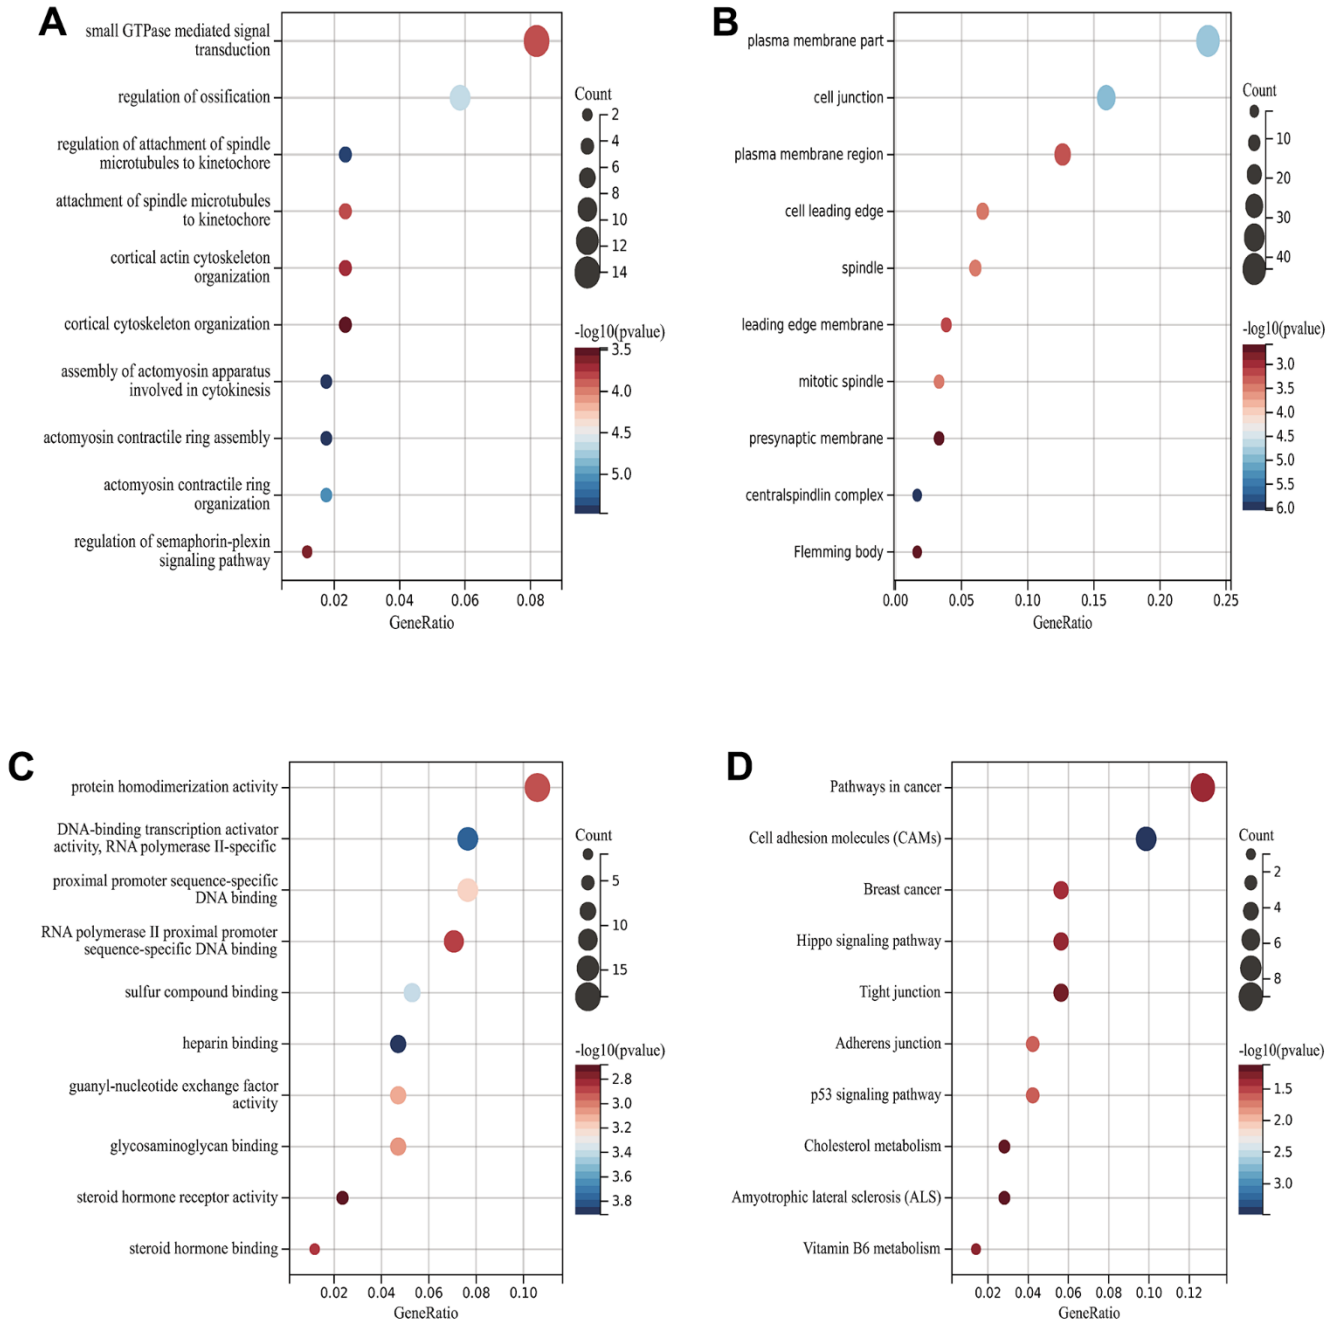 A
small GTPase mediated signal
transduction
regulation of ossification
regulation of attachment of spindle
microtubules to kinetochore
attachment of spindle microtubules
to kinetochore
cortical actin cytoskeleton
organization
cortical cytoskeleton organization
assembly of actomyosin apparatus
involved in cytokinesis
actomyosin contractile ring assembly
actomyosin contractile ring
organization
regulation of semaphorin-plexin
signaling pathway
0.02 0.04 0.06 0.08
GeneRatio
Count
2
4
6
8
10
12
14
-log10(pvalue)
3.5
4.0
4.5
5.0
B
plasma membrane part
cell junction
plasma membrane region
cell leading edge
spindle
leading edge membrane
mitotic spindle
presynaptic membrane
centralspindlin complex
Flemming body
0.00 0.05 0.10 0.15 0.20 0.25
GeneRatio
Count
10
20
30
40
-log10(pvalue)
3.0
3.5
4.0
4.5
5.0
5.5
6.0
C
protein homodimerization activity
DNA-binding transcription activator
activity, RNA polymerase II-specific
proximal promoter sequence-specific
DNA binding
RNA polymerase II proximal promoter
sequence-specific DNA binding
sulfur compound binding
heparin binding
guanyl-nucleotide exchange factor
activity
glycosaminoglycan binding
steroid hormone receptor activity
steroid hormone binding
0.02 0.04 0.06 0.08 0.10
GeneRatio
Count
5
10
15
-log10(pvalue)
2.8
3.0
3.2
3.4
3.6
3.8
D
Pathways in cancer
Cell adhesion molecules (CAMs)
Breast cancer
Hippo signaling pathway
Tight junction
Adherens junction
p53 signaling pathway
Cholesterol metabolism
Amyotrophic lateral sclerosis (ALS)
Vitamin B6 metabolism
0.02 0.04 0.06 0.08 0.10 0.12
GeneRatio
Count
2
4
6
8
-log10(pvalue)
1.5
2.0
2.5
3.0